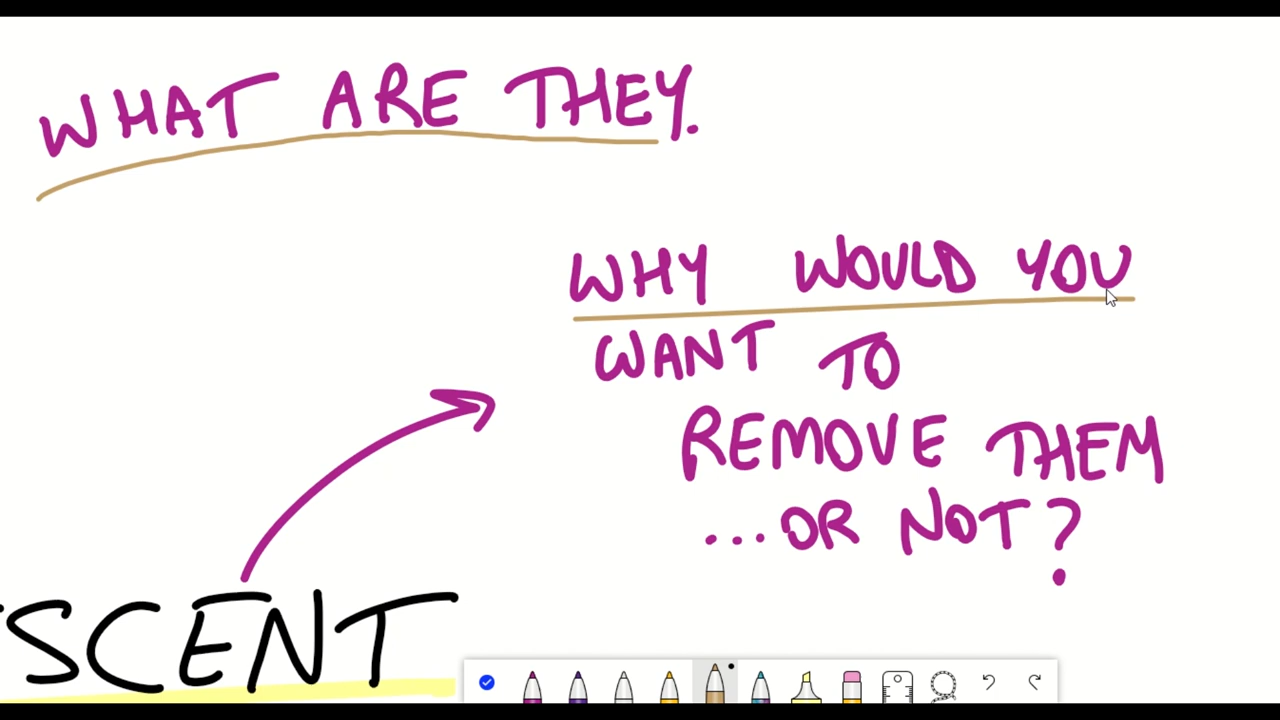 WHAT ARE THEY.
WHY WOULD YOU
WANT TO
REMOVE THEM
...OR NOT?
SCENT